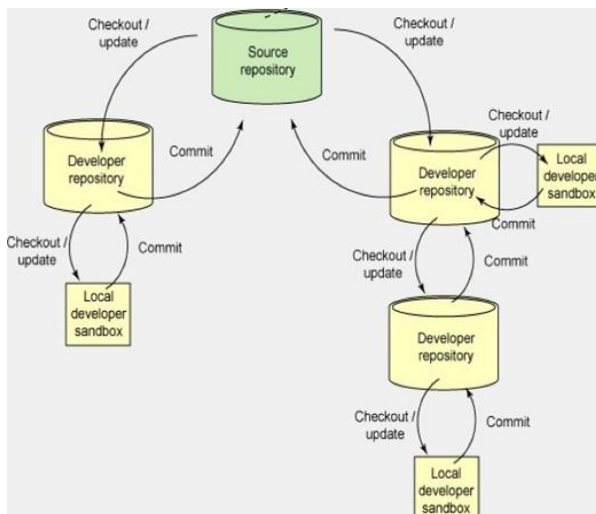 Checkout /
update
Source
repository
Checkout /
update
Developer
repository
Commit
Commit
Developer
repository
Checkout /
update
Local
developer
sandbox
Commit
Checkout /
update
Commit
Local
developer
sandbox
Checkout /
update
Commit
Developer
repository
Checkout /
update
Commit
Local
developer
sandbox